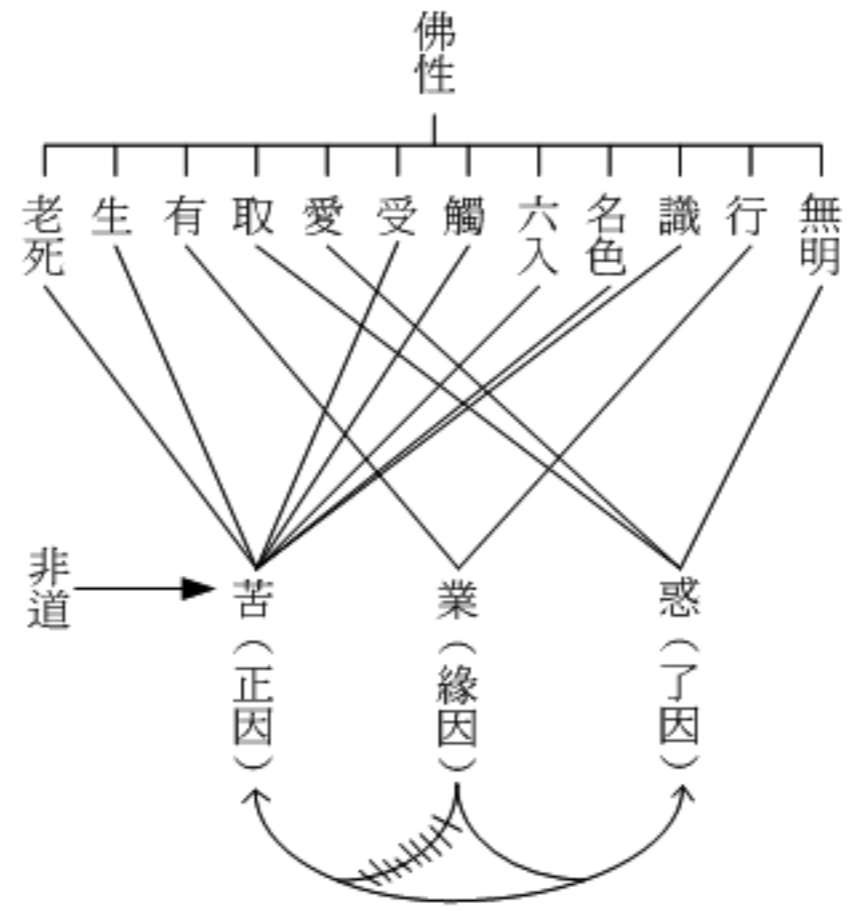 佛性
無明
行
識
名色
六入
觸
受
愛
取
有
生
老死
惑（了因）
業（緣因）
苦（正因）
非道